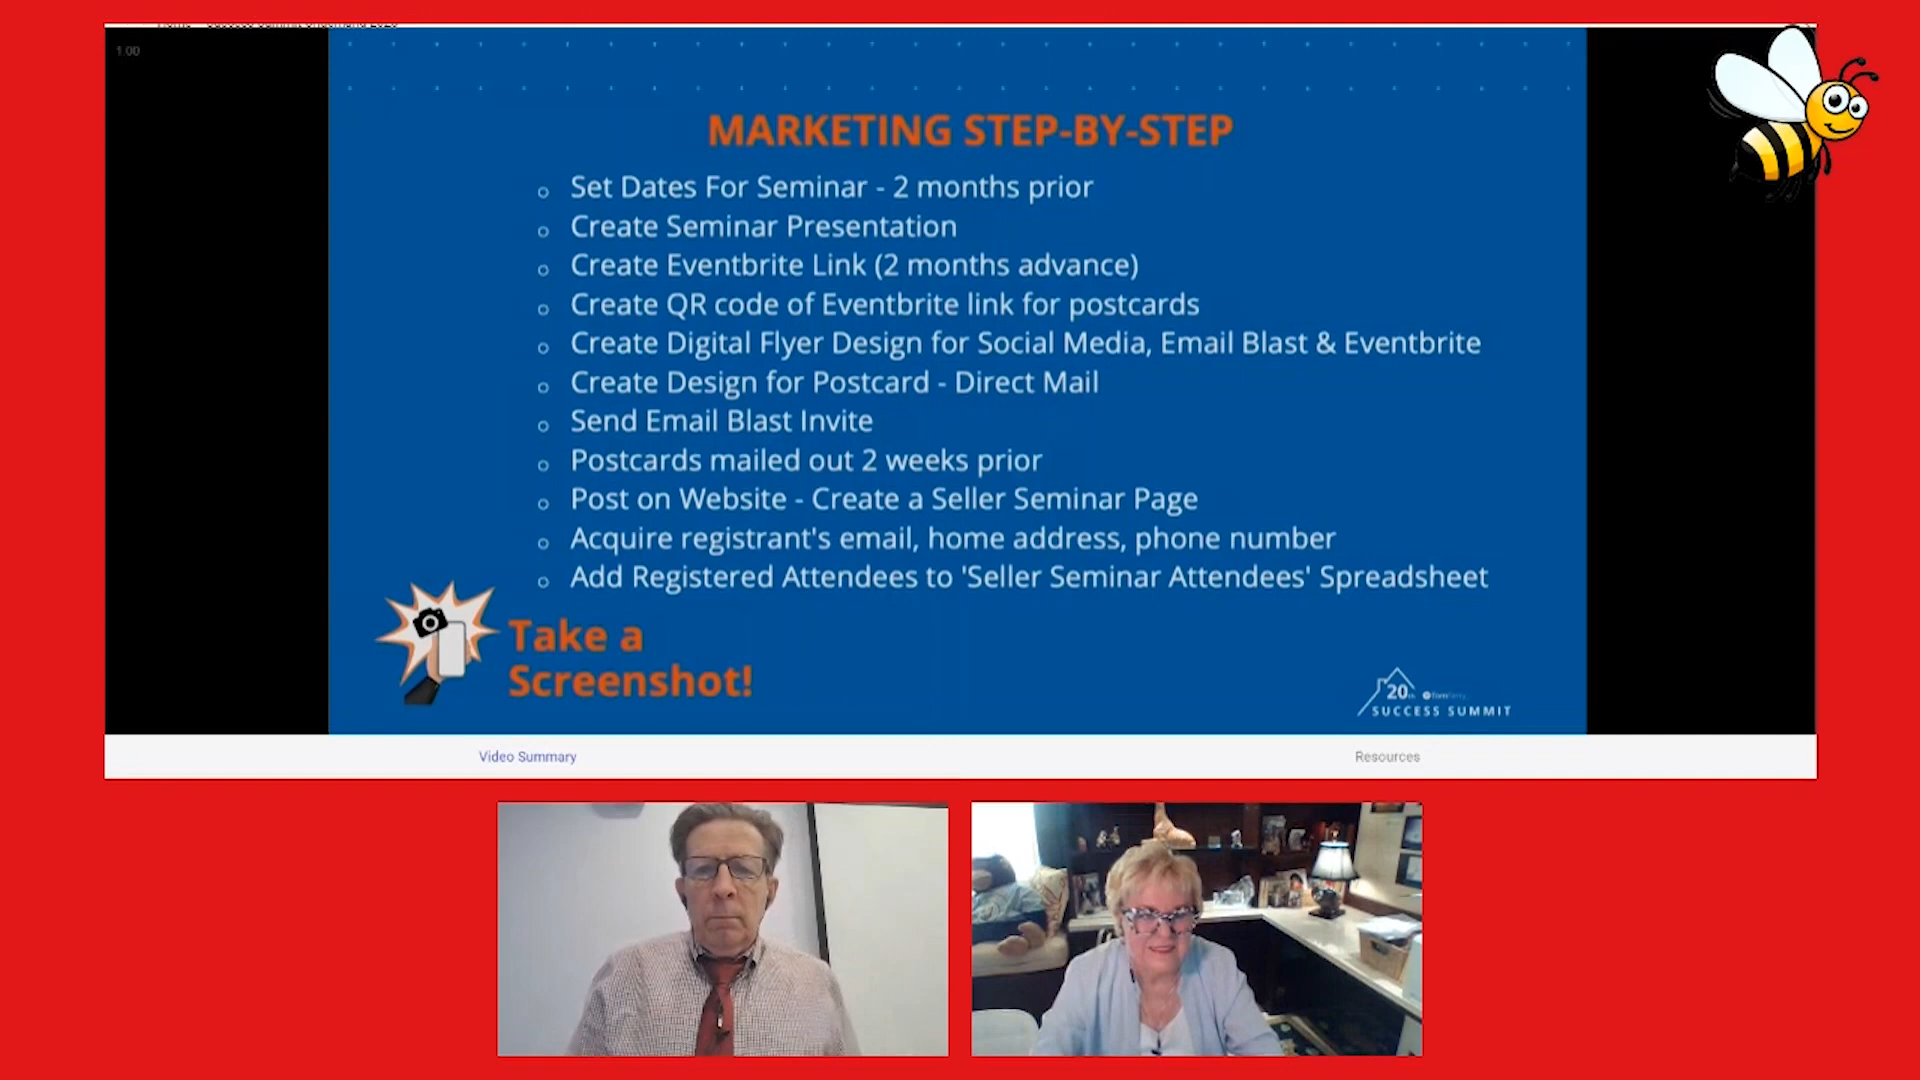 1.00
MARKETING STEP-BY-STEP
Set Dates For Seminar - 2 months prior
Create Seminar Presentation
Create Eventbrite Link (2 months advance)
Create QR code of Eventbrite link for postcards
Create Digital Flyer Design for Social Media, Email Blast & Eventbrite
Create Design for Postcard - Direct Mail
Send Email Blast Invite
Postcards mailed out 2 weeks prior
Post on Website - Create a Seller Seminar Page
Acquire registrant's email, home address, phone number
Add Registered Attendees to 'Seller Seminar Attendees' Spreadsheet
Take a
Screenshot!
20
SUCCESS SUMMIT
Video Summary
Resources